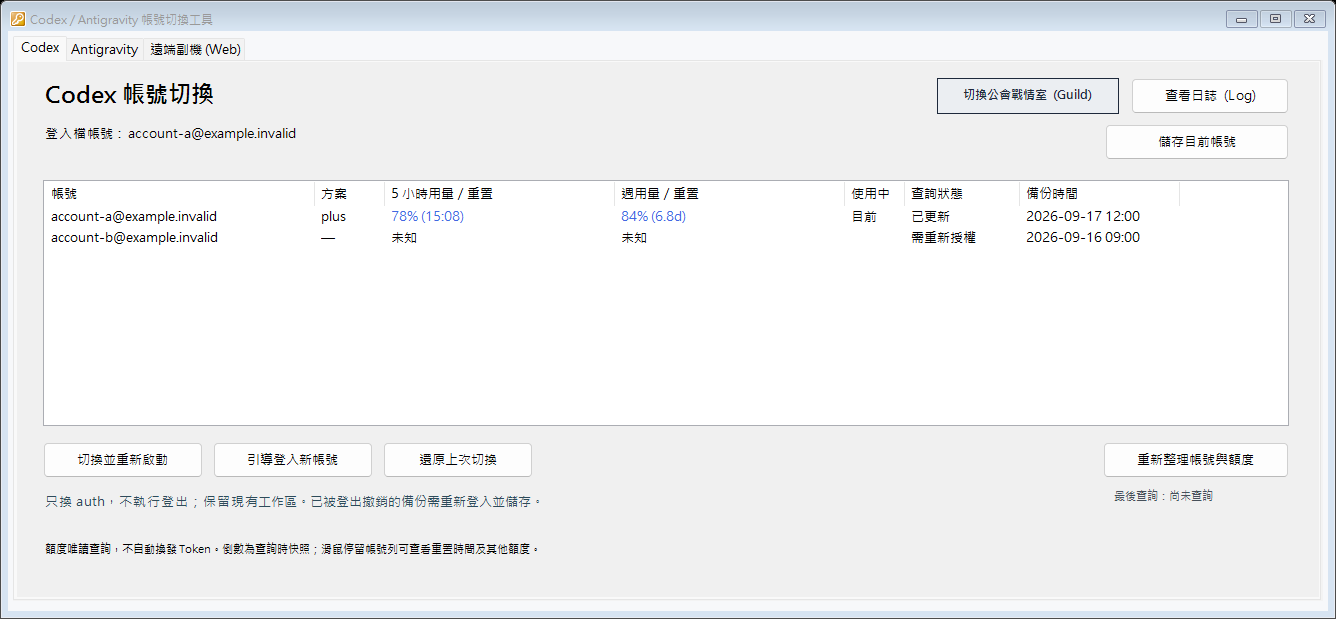 Codex / Antigravity 帳號切換工具
Codex Antigravity 遠端副機 (Web)
Codex 帳號切換
切換公會戰情室 (Guild) 查看日誌 (Log)
登入檔帳號： account-a@example.invalid
儲存目前帳號
帳號 方案 5 小時用量 / 重置 週用量 / 重置 使用中 查詢狀態 備份時間
account-a@example.invalid plus 78% (15:08) 84% (6.8d) 目前 已更新 2026-09-17 12:00
account-b@example.invalid — 未知 未知 需重新授權 2026-09-16 09:00
切換並重新啟動 引導登入新帳號 還原上次切換 重新整理帳號與額度
只換 auth，不執行登出；保留現有工作區。已被登出撤銷的備份需重新登入並儲存。
最後查詢：尚未查詢
額度唯讀查詢，不自動換發 Token。倒數為查詢時快照；滑鼠停留帳號列可查看重置時間及其他額度。